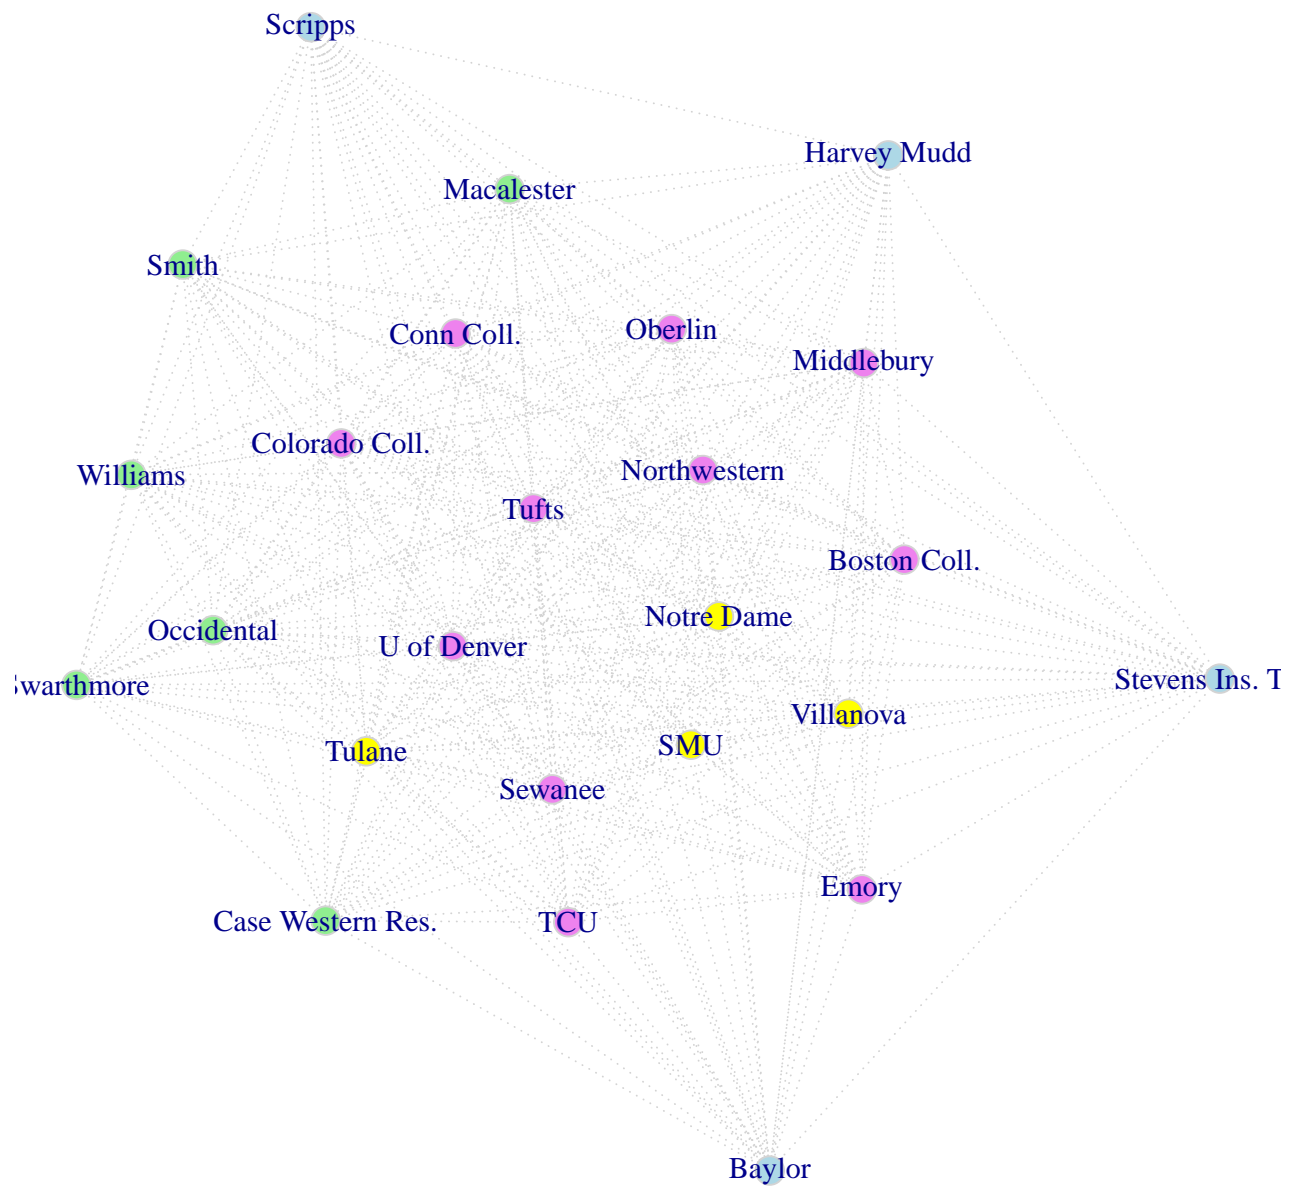 Scripps
Harvey Mudd
Macalester
Smith
Conn Coll.
Oberlin
Middlebury
Colorado Coll.
Northwestern
Williams
Tufts
Boston Coll.
Notre Dame
Occidental
U of Denver
warthmore
Stevens Ins. T
Villanova
SMU
Tulane
Sewanee
Emory
Case Western Res.
TCU
Baylor